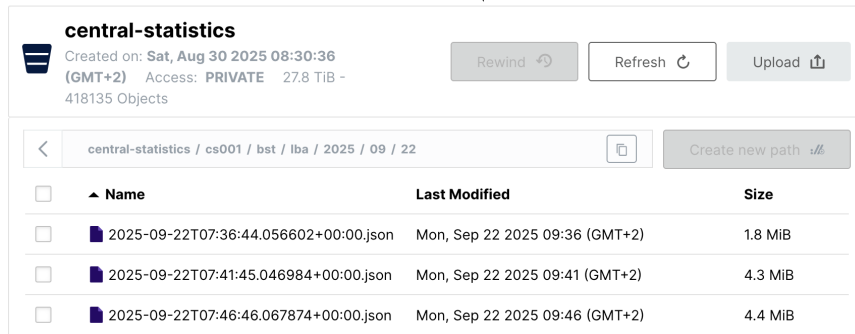 central-statistics
Created on: Sat, Aug 30 2025 08:30:36
(GMT+2) Access: PRIVATE 27.8 TiB -
418135 Objects
Rewind
Refresh
Upload
central-statistics / cs001 / bst / lba / 2025 / 09 / 22
Create new path
Name Last Modified Size
2025-09-22T07:36:44.056602+00:00.json Mon, Sep 22 2025 09:36 (GMT+2) 1.8 MiB
2025-09-22T07:41:45.046984+00:00.json Mon, Sep 22 2025 09:41 (GMT+2) 4.3 MiB
2025-09-22T07:46:46.067874+00:00.json Mon, Sep 22 2025 09:46 (GMT+2) 4.4 MiB